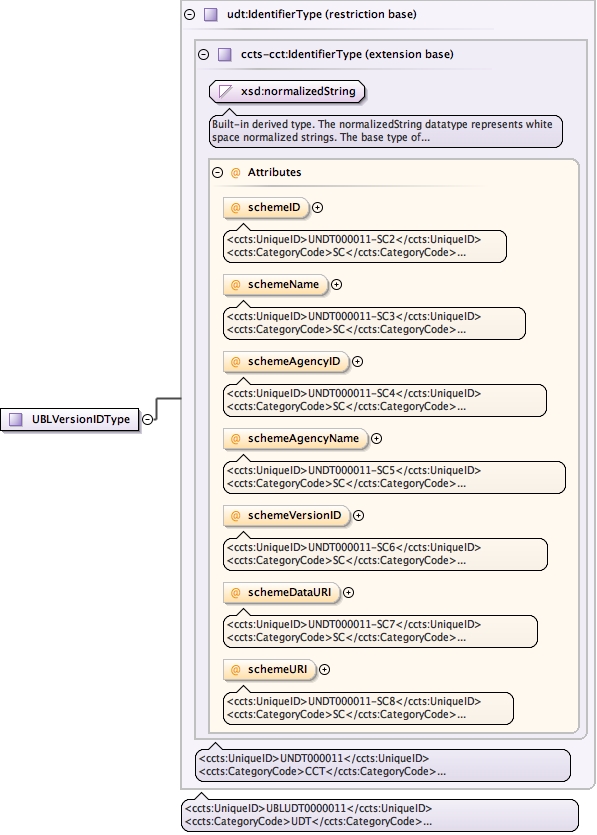 udt:IdentifierType (restriction base)
ccts-cct:IdentifierType (extension base)
xsd:normalizedString
Built-in derived type. The normalizedString datatype represents white
space normalized strings. The base type of...
@ Attributes
@ schemeID
<ccts:UniqueID>UNDT000011-SC2</ccts:UniqueID>
<ccts:CategoryCode>SC</ccts:CategoryCode>...
@ schemeName
<ccts:UniqueID>UNDT000011-SC3</ccts:UniqueID>
<ccts:CategoryCode>SC</ccts:CategoryCode>...
@ schemeAgencyID
<ccts:UniqueID>UNDT000011-SC4</ccts:UniqueID>
<ccts:CategoryCode>SC</ccts:CategoryCode>...
UBLVersionIDType
@ schemeAgencyName
<ccts:UniqueID>UNDT000011-SC5</ccts:UniqueID>
<ccts:CategoryCode>SC</ccts:CategoryCode>...
@ schemeVersionID
<ccts:UniqueID>UNDT000011-SC6</ccts:UniqueID>
<ccts:CategoryCode>SC</ccts:CategoryCode>...
@ schemeDataURI
<ccts:UniqueID>UNDT000011-SC7</ccts:UniqueID>
<ccts:CategoryCode>SC</ccts:CategoryCode>...
@ schemeURI
<ccts:UniqueID>UNDT000011-SC8</ccts:UniqueID>
<ccts:CategoryCode>SC</ccts:CategoryCode>...
<ccts:UniqueID>UNDT000011</ccts:UniqueID>
<ccts:CategoryCode>CCT</ccts:CategoryCode>...
<ccts:UniqueID>UBLUDT0000011</ccts:UniqueID>
<ccts:CategoryCode>UDT</ccts:CategoryCode>...